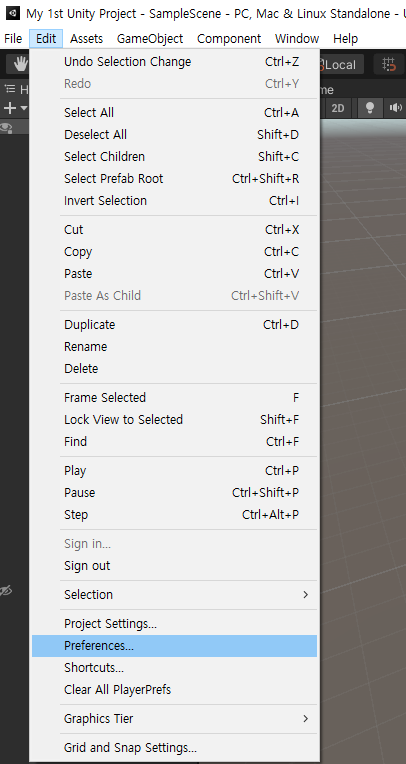 My 1st Unity Project - SampleScene - PC, Mac & Linux Standalone - U
File Edit Assets GameObject Component Window Help
Local
H
me
2D
Undo Selection Change Ctrl+Z
Redo Ctrl+Y
Select All Ctrl+A
Deselect All Shift+D
Select Children Shift+C
Select Prefab Root Ctrl+Shift+R
Invert Selection Ctrl+I
Cut Ctrl+X
Copy Ctrl+C
Paste Ctrl+V
Paste As Child Ctrl+Shift+V
Duplicate Ctrl+D
Rename
Delete
Frame Selected F
Lock View to Selected Shift+F
Find Ctrl+F
Play Ctrl+P
Pause Ctrl+Shift+P
Step Ctrl+Alt+P
Sign in...
Sign out
Selection
Project Settings...
Preferences...
Shortcuts...
Clear All PlayerPrefs
Graphics Tier
Grid and Snap Settings...